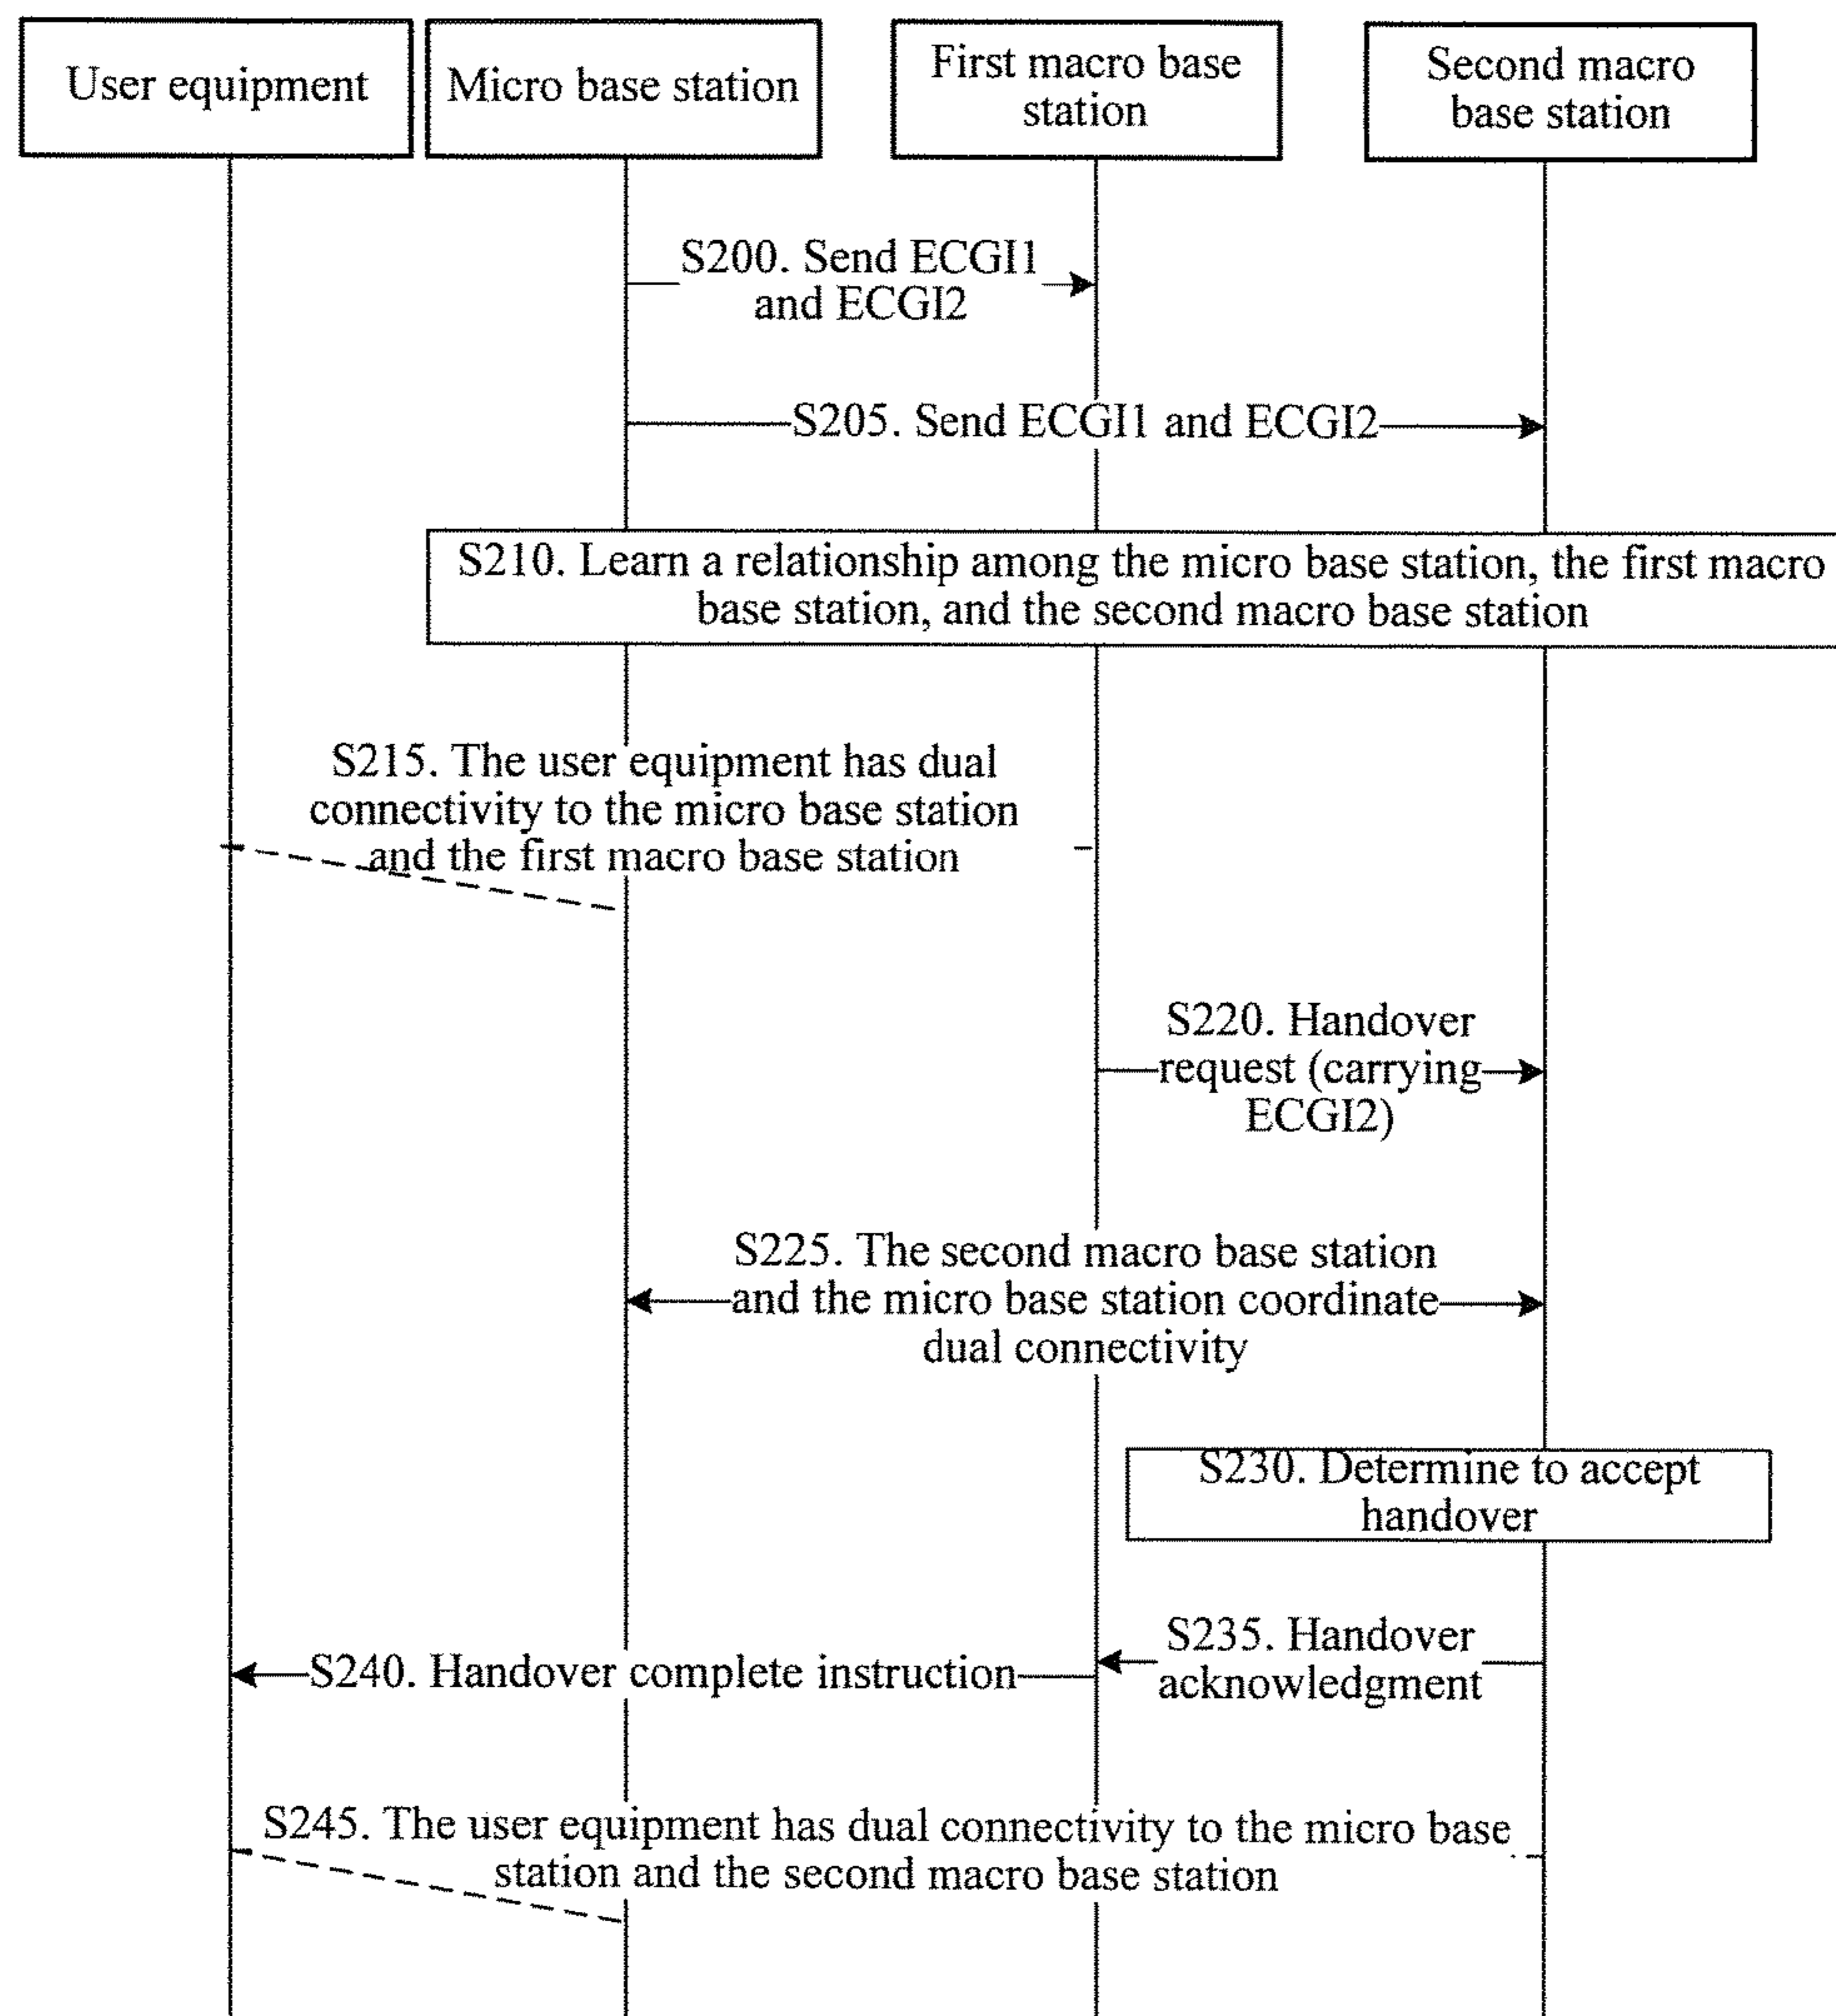 User equipment
Micro base station
First macro base
station
Second macro
base station
S200. Send ECGI1
and ECGI2
S205. Send ECGI1 and ECGI2
S210. Learn a relationship among the micro base station, the first macro
base station, and the second macro base station
S215. The user equipment has dual
connectivity to the micro base station
and the first macro base station
S220. Handover
request (carrying
ECGI2)
S225. The second macro base station
and the micro base station coordinate
dual connectivity
S230. Determine to accept
handover
S235. Handover
acknowledgment
S240. Handover complete instruction
S245. The user equipment has dual connectivity to the micro base
station and the second macro base station